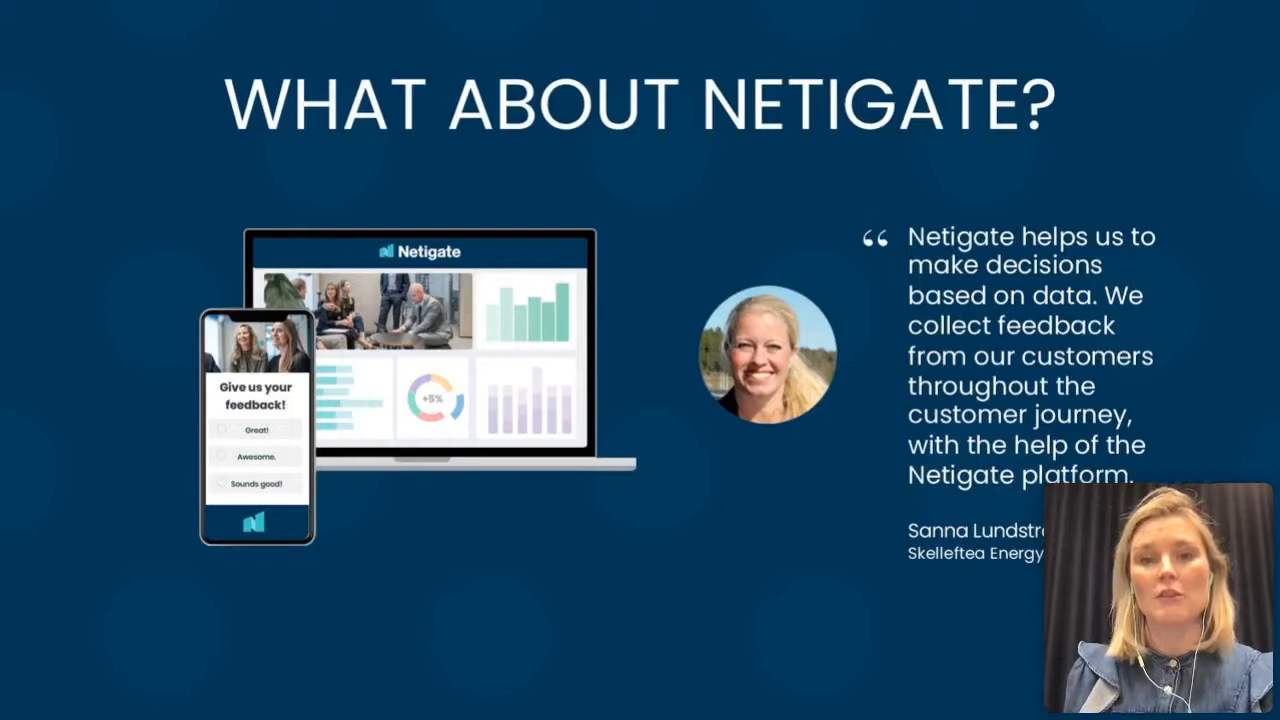 WHAT ABOUT NETIGATE?
Netigate
Give us your
feedback!
Great!
Awesome.
Sounds good!
+5%
“ Netigate helps us to
make decisions
based on data. We
collect feedback
from our customers
throughout the
customer journey,
with the help of the
Netigate platform.
Sanna
Skelleftea Energy